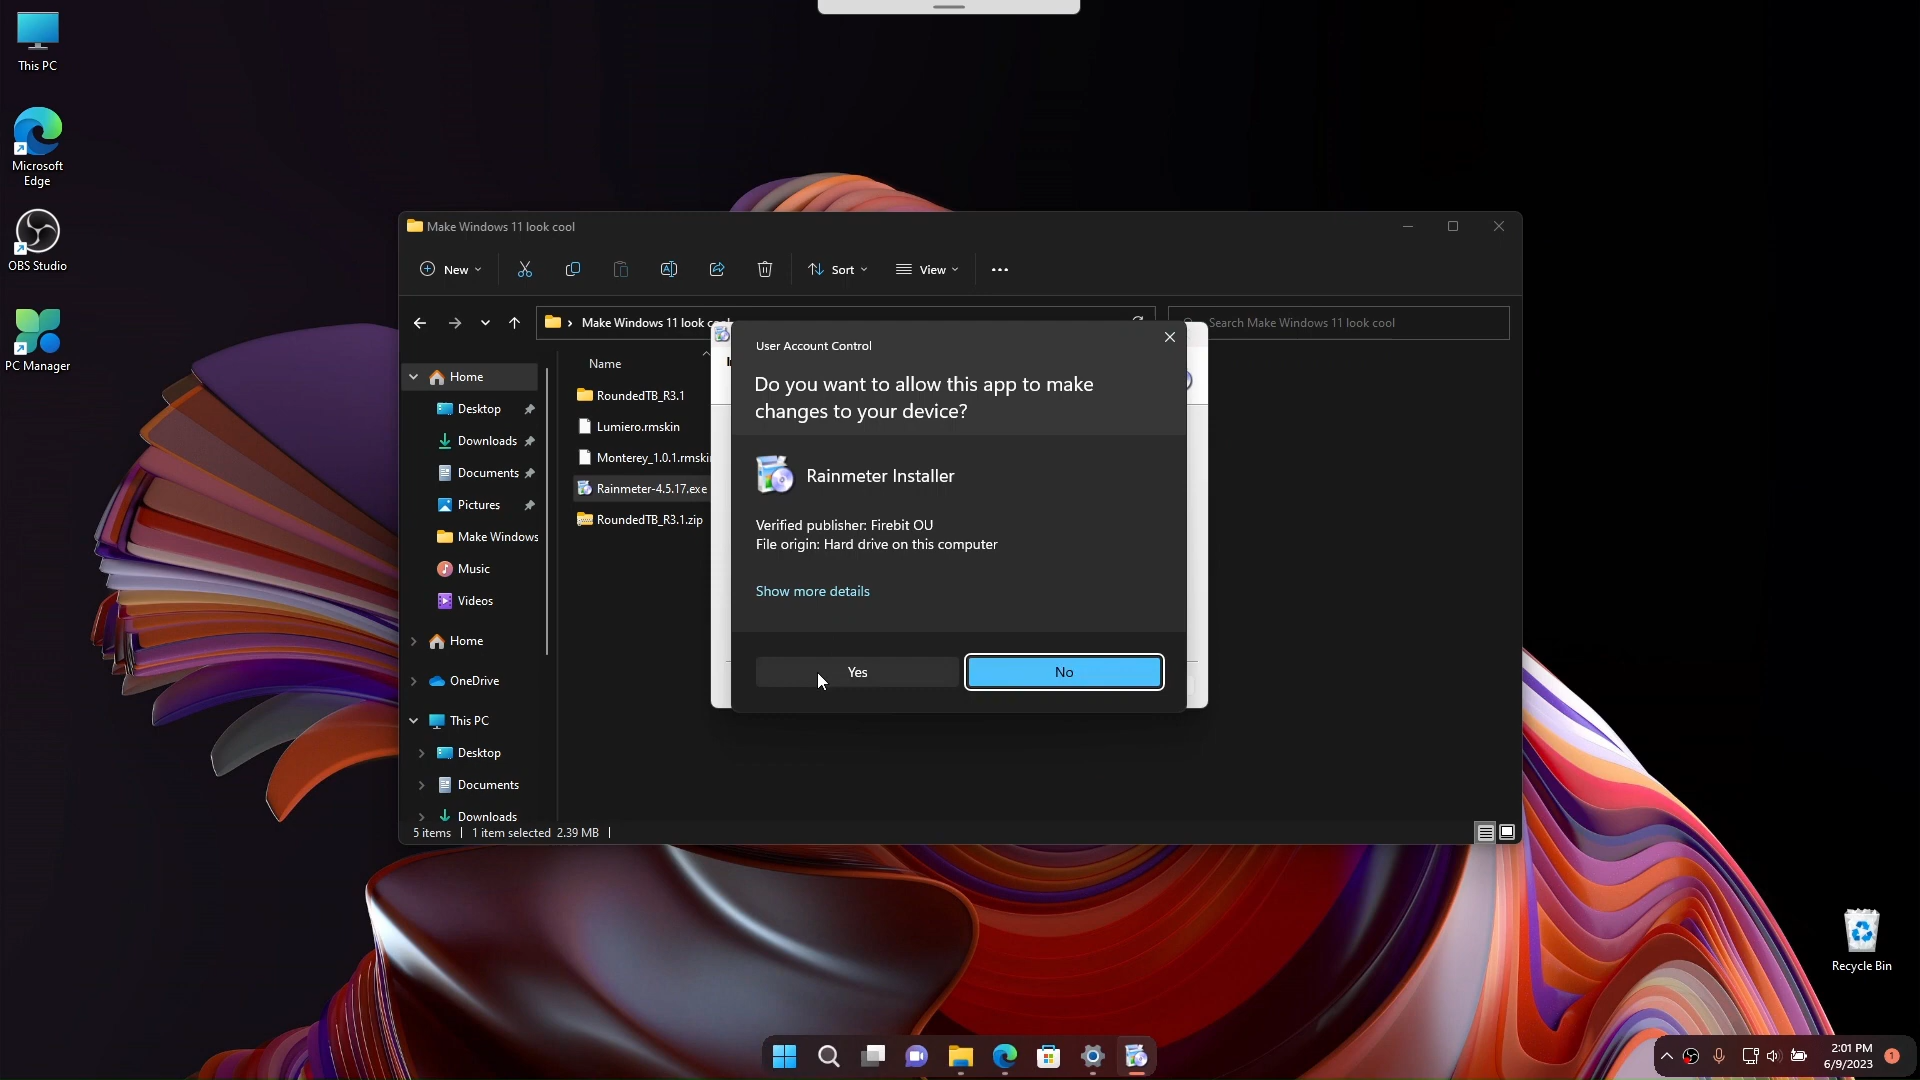 This PC
Microsoft
Edge
OBS Studio
PC Manager
Make Windows 11 look cool
New
Sort
View
Make Windows 11 look
Search Make Windows 11 look cool
Home
Desktop
Downloads
Documents
Pictures
Make Windows
Music
Videos
Home
OneDrive
This PC
Desktop
Documents
Downloads
Name
RoundedTB_R3.1
Lumiero.rmskin
Monterey_1.0.1.rmski
Rainmeter-4.5.17.exe
RoundedTB_R3.1.zip
5 items
1 item selected 2.39 MB
User Account Control
Do you want to allow this app to make
changes to your device?
Rainmeter Installer
Verified publisher: Firebit OU
File origin: Hard drive on this computer
Show more details
Yes
No
Recycle Bin
2:01 PM
6/9/2023
1